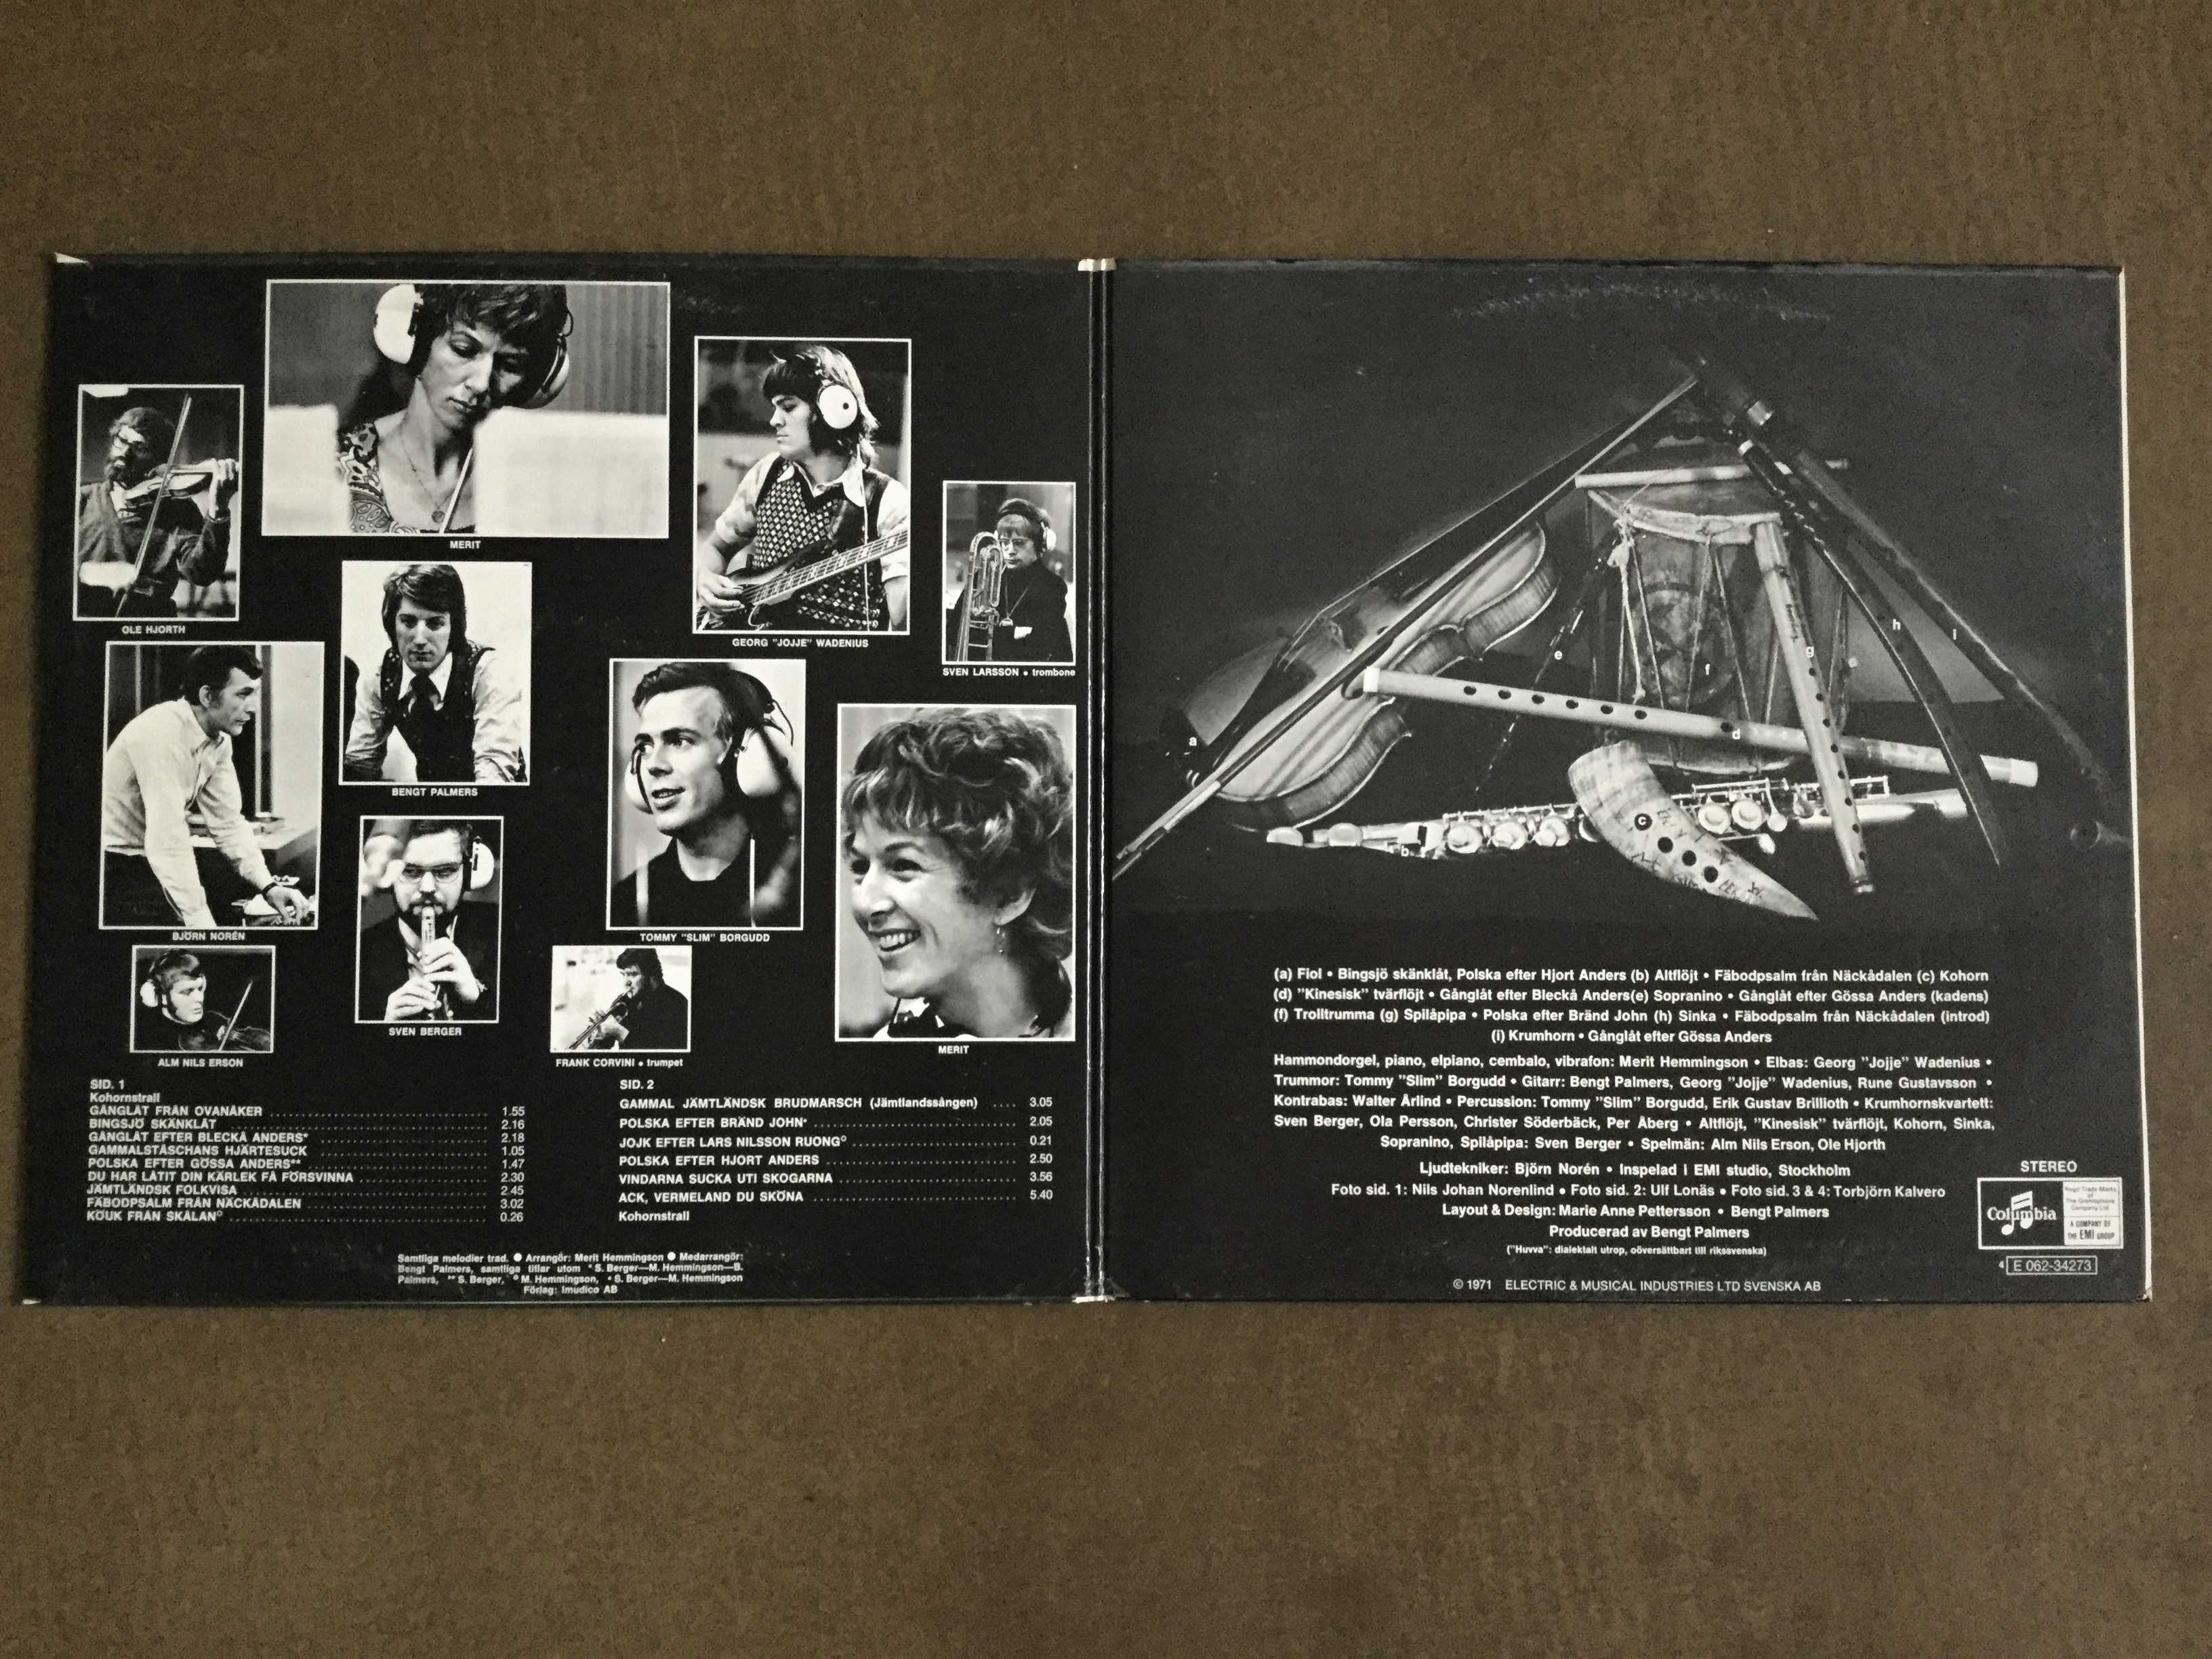 MERIT
OLE HJORTH
GEORG "JOJJE" WADENIUS
SVEN LARSSON • trombone
BENGT PALMERS
BJÖRN NORÉN
TOMMY "SLIM" BORGUDD
SVEN BERGER
ALM NILS ERSON
FRANK CORVINI • trumpet
MERIT
SID. 1
Kohornstrall
GÅNGLÅT FRÅN OVANÅKER 1.55
BINGSJÖ SKÄNKLÅT 2.16
GÅNGLÅT EFTER BLECKÅ ANDERS* 2.18
GAMMALSTÄSCHANS HJÄRTESUCK 1.05
POLSKA EFTER GÖSSA ANDERS** 1.47
DU HAR LÅTIT DIN KÄRLEK FÅ FÖRSVINNA 2.30
JÄMTLÄNDSK FOLKVISA 2.45
FÄBODPSALM FRÅN NÄCKÅDALEN 3.02
KÖUK FRÅN SKÅLAN° 0.26
SID. 2
GAMMAL JÄMTLÄNDSK BRUDMARSCH (Jämtlandssången) 3.05
POLSKA EFTER BRÄND JOHN• 2.05
JOJK EFTER LARS NILSSON RUONG° 0.21
POLSKA EFTER HJORT ANDERS 2.50
VINDARNA SUCKA UTI SKOGARNA 3.56
ACK, VERMELAND DU SKÖNA 5.40
Kohornstrall
Samtliga melodier trad. ● Arrangör: Merit Hemmingson ● Medarrangör:
Bengt Palmers, samtliga titlar utom *S. Berger—M. Hemmingson—B.
Palmers, **S. Berger, °M. Hemmingson, •S. Berger—M. Hemmingson
Förlag: Imudico AB
a
b
c
d
e
f
g
h
i
(a) Fiol • Bingsjö skänklåt, Polska efter Hjort Anders (b) Altflöjt • Fäbodpsalm från Näckådalen (c) Kohorn
(d) "Kinesisk" tvärflöjt • Gånglåt efter Bleckå Anders(e) Sopranino • Gånglåt efter Gössa Anders (kadens)
(f) Trolltrumma (g) Spilåpipa • Polska efter Bränd John (h) Sinka • Fäbodpsalm från Näckådalen (introd)
(i) Krumhorn • Gånglåt efter Gössa Anders
Hammondorgel, piano, elpiano, cembalo, vibrafon: Merit Hemmingson • Elbas: Georg "Jojje" Wadenius •
Trummor: Tommy "Slim" Borgudd • Gitarr: Bengt Palmers, Georg "Jojje" Wadenius, Rune Gustavsson •
Kontrabas: Walter Ärlind • Percussion: Tommy "Slim" Borgudd, Erik Gustav Brillioth • Krumhornskvartett:
Sven Berger, Ola Persson, Christer Söderbäck, Per Åberg • Altflöjt, "Kinesisk" tvärflöjt, Kohorn, Sinka,
Sopranino, Spilåpipa: Sven Berger • Spelmän: Alm Nils Erson, Ole Hjorth
Ljudtekniker: Björn Norén • Inspelad i EMI studio, Stockholm
Foto sid. 1: Nils Johan Norenlind • Foto sid. 2: Ulf Lonäs • Foto sid. 3 & 4: Torbjörn Kalvero
Layout & Design: Marie Anne Pettersson • Bengt Palmers
Producerad av Bengt Palmers
("Huvva": dialektalt utrop, oöversättbart till rikssvenska)
© 1971 ELECTRIC & MUSICAL INDUSTRIES LTD SVENSKA AB
STEREO
Columbia
Regd Trade Marks
of
The Gramophone
Company Ltd
A COMPANY OF
THE EMI GROUP
4 E 062-34273